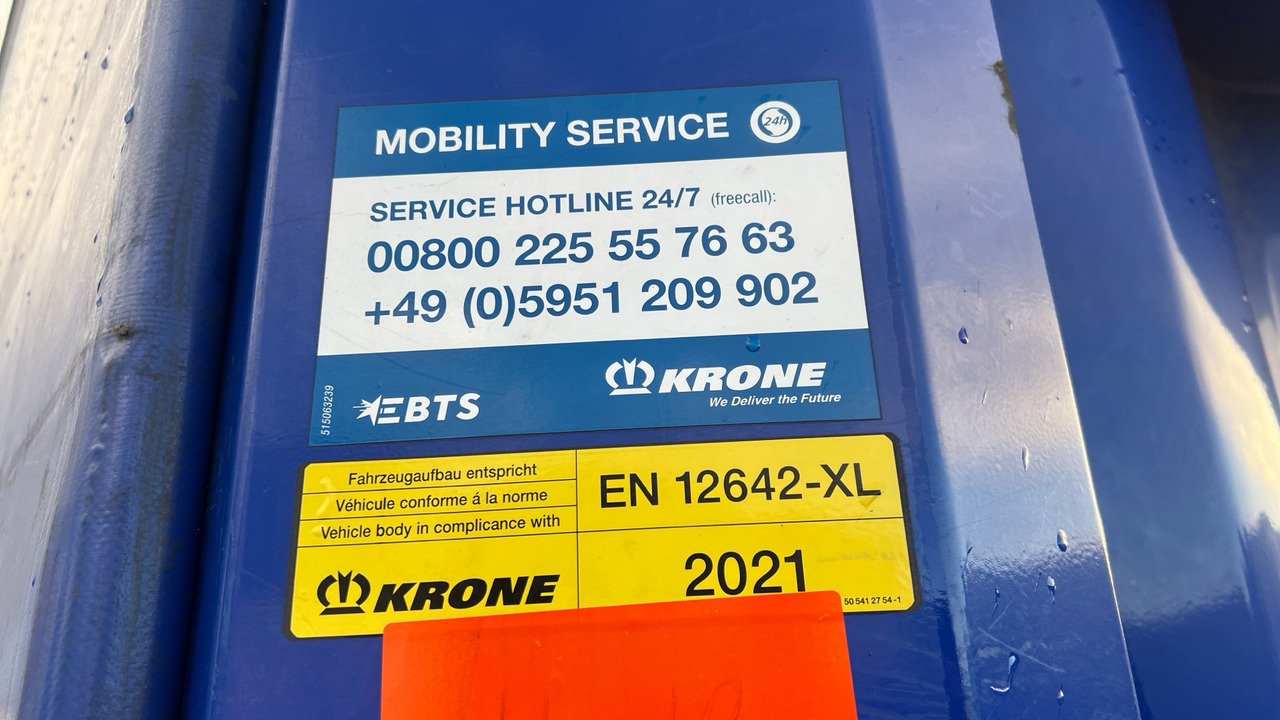 MOBILITY SERVICE 24h
SERVICE HOTLINE 24/7 (freecall):
00800 225 55 76 63
+49 (0)5951 209 902
515063239
EBTS
KRONE
We Deliver the Future
Fahrzeugaufbau entspricht
Véhicule conforme á la norme
Vehicle body in complicance with
EN 12642-XL
KRONE
2021
50 541 27 54-1